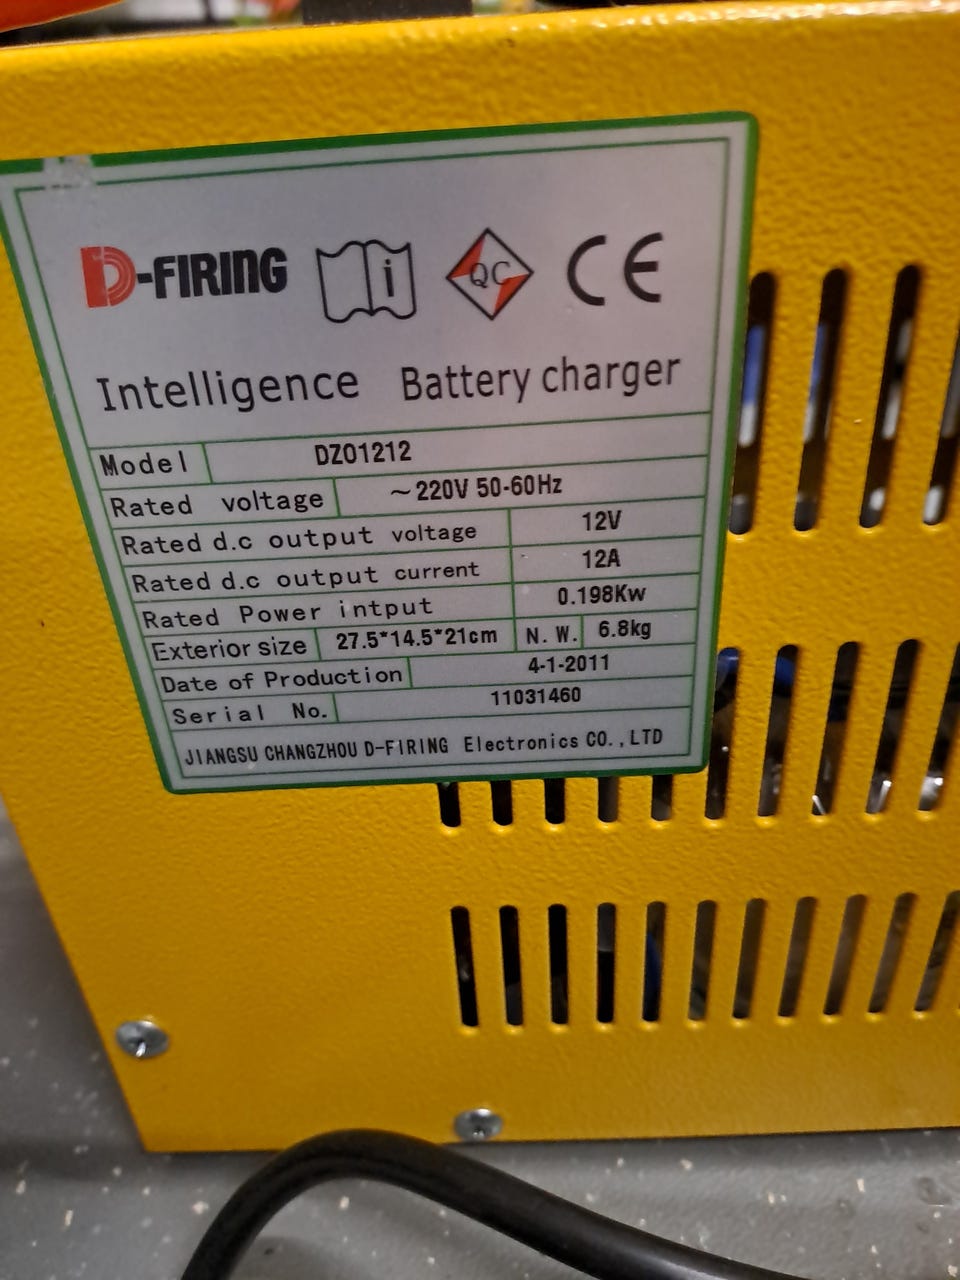 D-FIRING i QC CE
Intelligence Battery charger
Model DZ01212
Rated voltage ~220V 50-60Hz
Rated d.c output voltage 12V
Rated d.c output current 12A
Rated Power intput 0.198Kw
Exterior size 27.5*14.5*21cm N.W. 6.8kg
Date of Production 4-1-2011
Serial No. 11031460
JIANGSU CHANGZHOU D-FIRING Electronics CO.,LTD